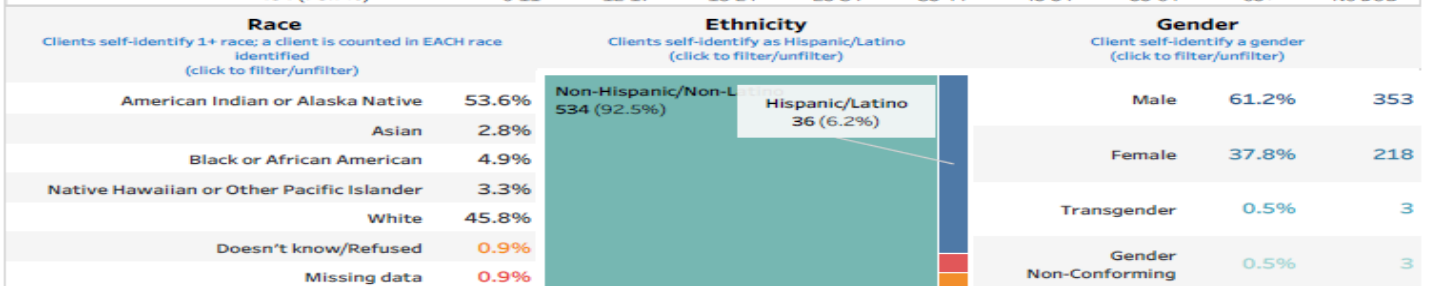 Race
Clients self-identify 1+ race; a client is counted in EACH race
identified
(click to filter/unfilter)
American Indian or Alaska Native 53.6%
Asian 2.8%
Black or African American 4.9%
Native Hawaiian or Other Pacific Islander 3.3%
White 45.8%
Doesn't know/Refused 0.9%
Missing data 0.9%
Ethnicity
Clients self-identify as Hispanic/Latino
(click to filter/unfilter)
Non-Hispanic/Non-Latino
534 (92.5%)
Hispanic/Latino
36 (6.2%)
Gender
Client self-identify a gender
(click to filter/unfilter)
Male 61.2% 353
Female 37.8% 218
Transgender 0.5% 3
Gender
Non-Conforming 0.5% 3